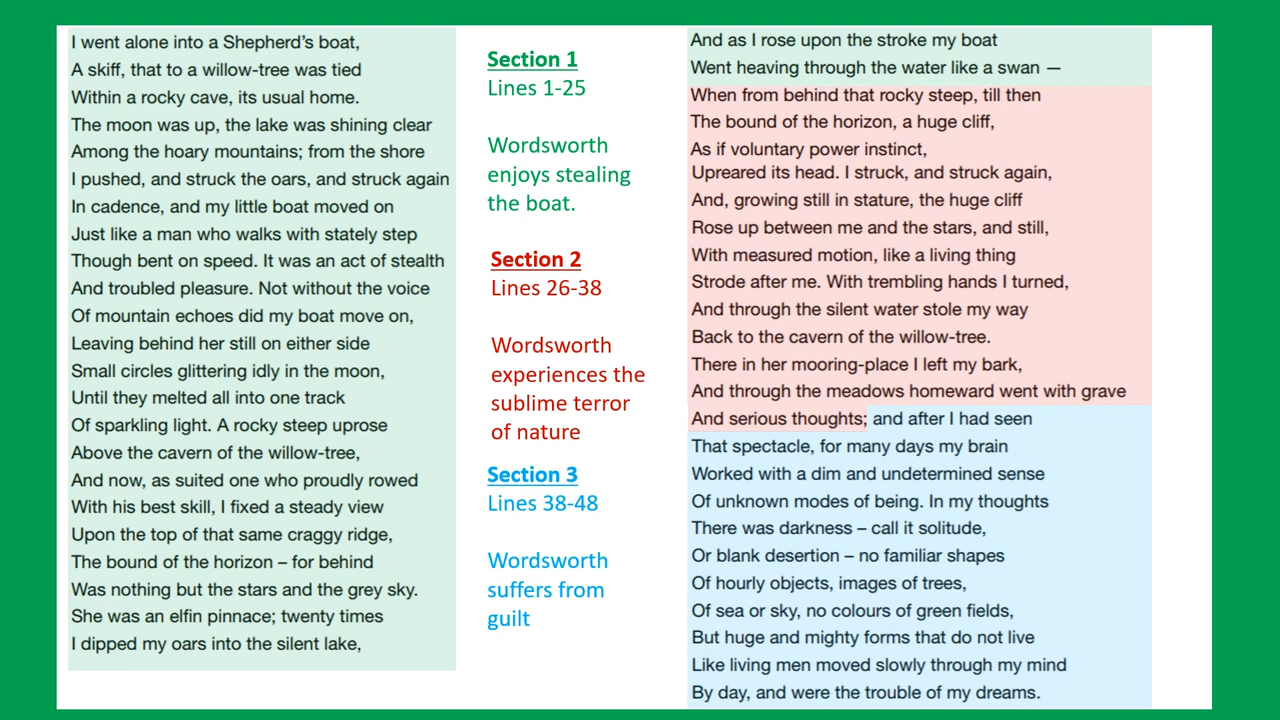 I went alone into a Shepherd's boat,
A skiff, that to a willow-tree was tied
Within a rocky cave, its usual home.
The moon was up, the lake was shining clear
Among the hoary mountains; from the shore
I pushed, and struck the oars, and struck again
In cadence, and my little boat moved on
Just like a man who walks with stately step
Though bent on speed. It was an act of stealth
And troubled pleasure. Not without the voice
Of mountain echoes did my boat move on,
Leaving behind her still on either side
Small circles glittering idly in the moon,
Until they melted all into one track
Of sparkling light. A rocky steep uprose
Above the cavern of the willow-tree,
And now, as suited one who proudly rowed
With his best skill, I fixed a steady view
Upon the top of that same craggy ridge,
The bound of the horizon – for behind
Was nothing but the stars and the grey sky.
She was an elfin pinnace; twenty times
I dipped my oars into the silent lake,
Section 1
Lines 1-25
Wordsworth
enjoys stealing
the boat.
Section 2
Lines 26-38
Wordsworth
experiences the
sublime terror
of nature
Section 3
Lines 38-48
Wordsworth
suffers from
guilt
And as I rose upon the stroke my boat
Went heaving through the water like a swan —
When from behind that rocky steep, till then
The bound of the horizon, a huge cliff,
As if voluntary power instinct,
Upreared its head. I struck, and struck again,
And, growing still in stature, the huge cliff
Rose up between me and the stars, and still,
With measured motion, like a living thing
Strode after me. With trembling hands I turned,
And through the silent water stole my way
Back to the cavern of the willow-tree.
There in her mooring-place I left my bark,
And through the meadows homeward went with grave
And serious thoughts; and after I had seen
That spectacle, for many days my brain
Worked with a dim and undetermined sense
Of unknown modes of being. In my thoughts
There was darkness – call it solitude,
Or blank desertion – no familiar shapes
Of hourly objects, images of trees,
Of sea or sky, no colours of green fields,
But huge and mighty forms that do not live
Like living men moved slowly through my mind
By day, and were the trouble of my dreams.